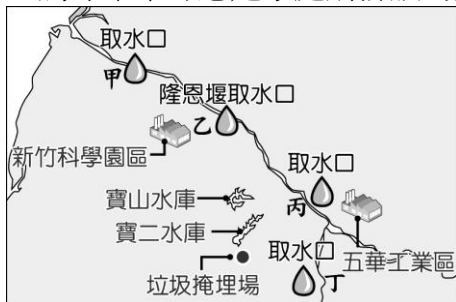 取水口
甲
隆恩堰取水口
乙
新竹科學園區
取水口
丙
寶山水庫
寶二水庫
取水口
五華工業區
垃圾掩埋場
丁